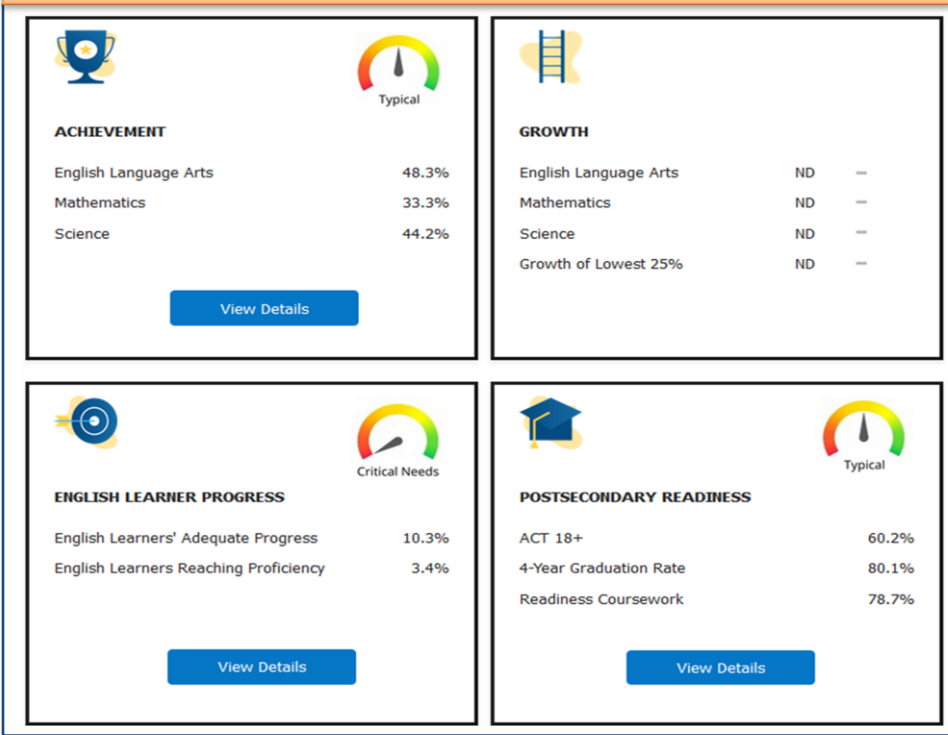 Typical
ACHIEVEMENT
English Language Arts 48.3%
Mathematics 33.3%
Science 44.2%
View Details
GROWTH
English Language Arts ND —
Mathematics ND —
Science ND —
Growth of Lowest 25% ND —
Critical Needs
ENGLISH LEARNER PROGRESS
English Learners' Adequate Progress 10.3%
English Learners Reaching Proficiency 3.4%
View Details
Typical
POSTSECONDARY READINESS
ACT 18+ 60.2%
4-Year Graduation Rate 80.1%
Readiness Coursework 78.7%
View Details